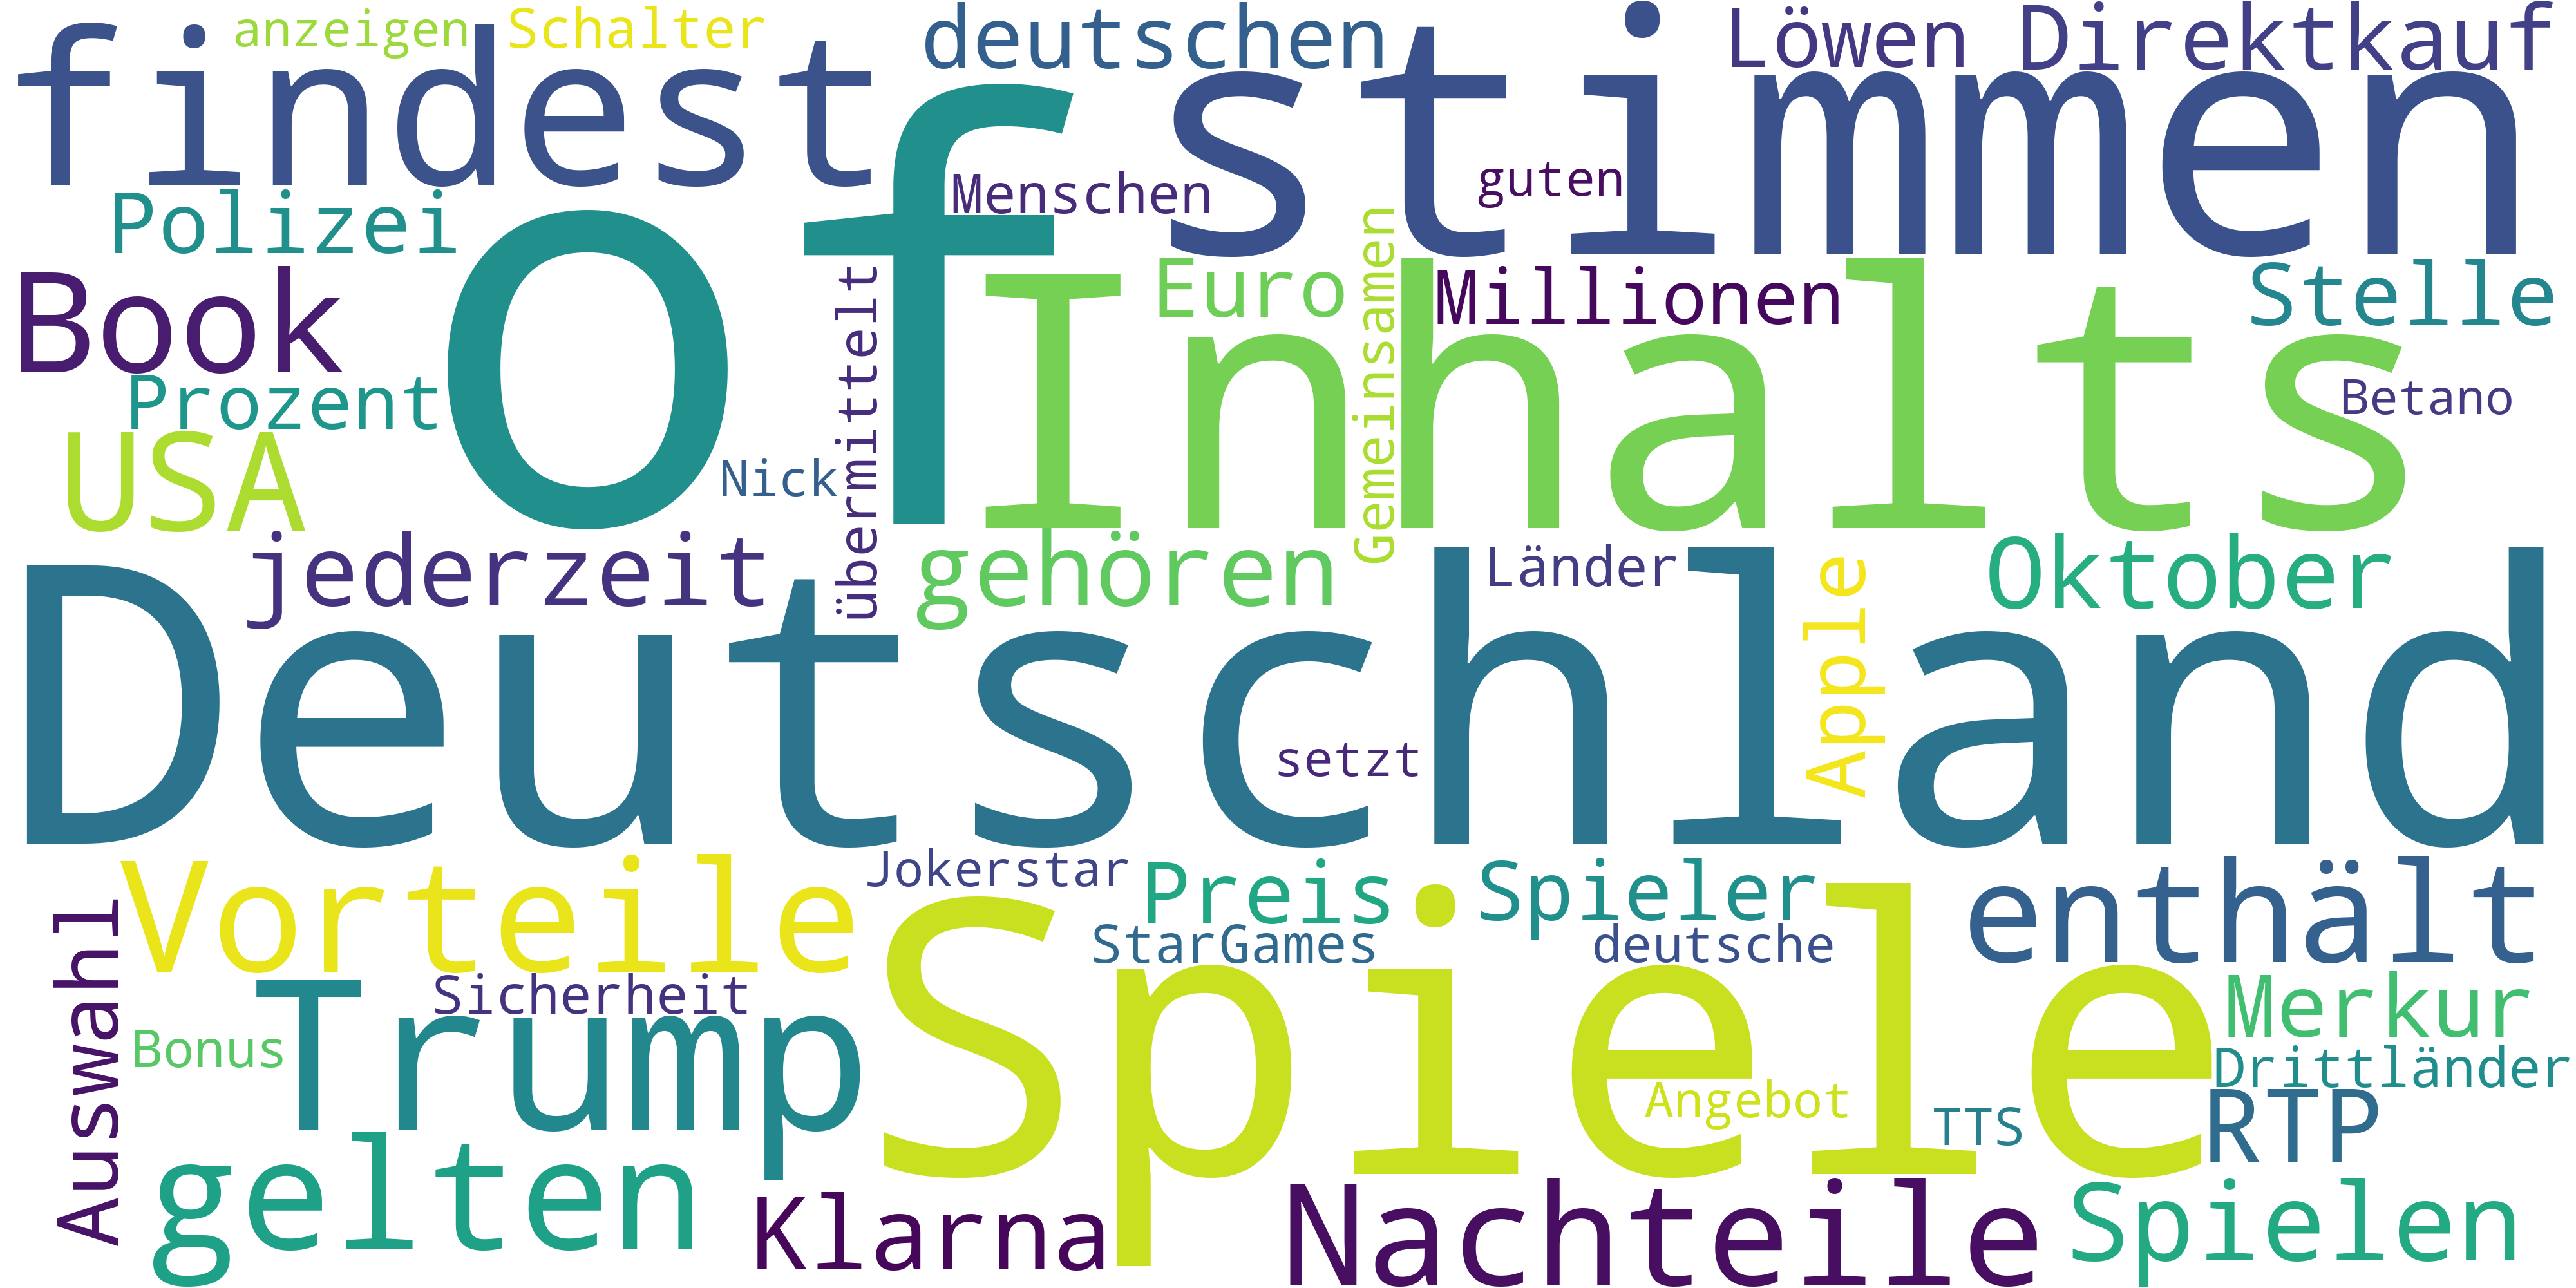 anzeigen
Schalter
deutschen
Löwen
Direktkauf
findest
stimmen
Polizei
of
Menschen
guten
Book
übermittelt
Inhalts
Euro
Gemeinsamen
Millionen
Stelle
Prozent
Betano
USA
Nick
jederzeit
gehören
Länder
Apple
Oktober
Deutschland
setzt
Vorteile
Jokerstar
Preis
Spieler
enthält
Auswahl
StarGames
deutsche
Sicherheit
Trump
Spiele
Merkur
Bonus
Drittländer
Angebot
TTS
RTP
gelten
Klarna
Nachteile
Spielen